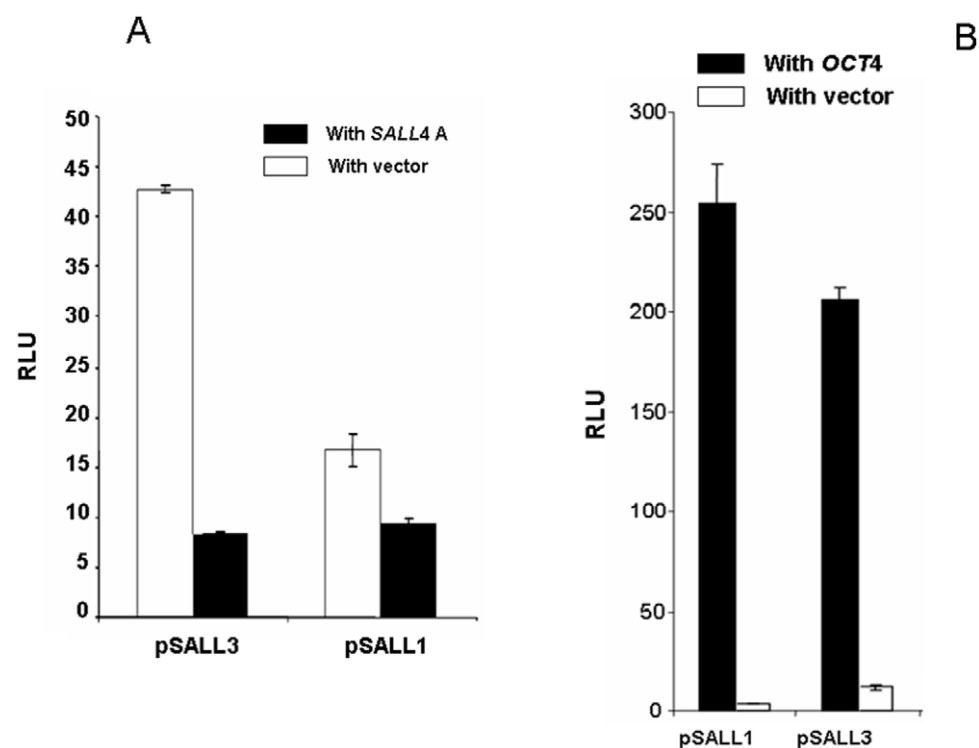 A
B
With SALL4 A
With vector
50
45
40
35
30
25
20
15
10
5
0
RLU
pSALL3
pSALL1
With OCT4
With vector
300
250
200
150
100
50
0
RLU
pSALL1
pSALL3